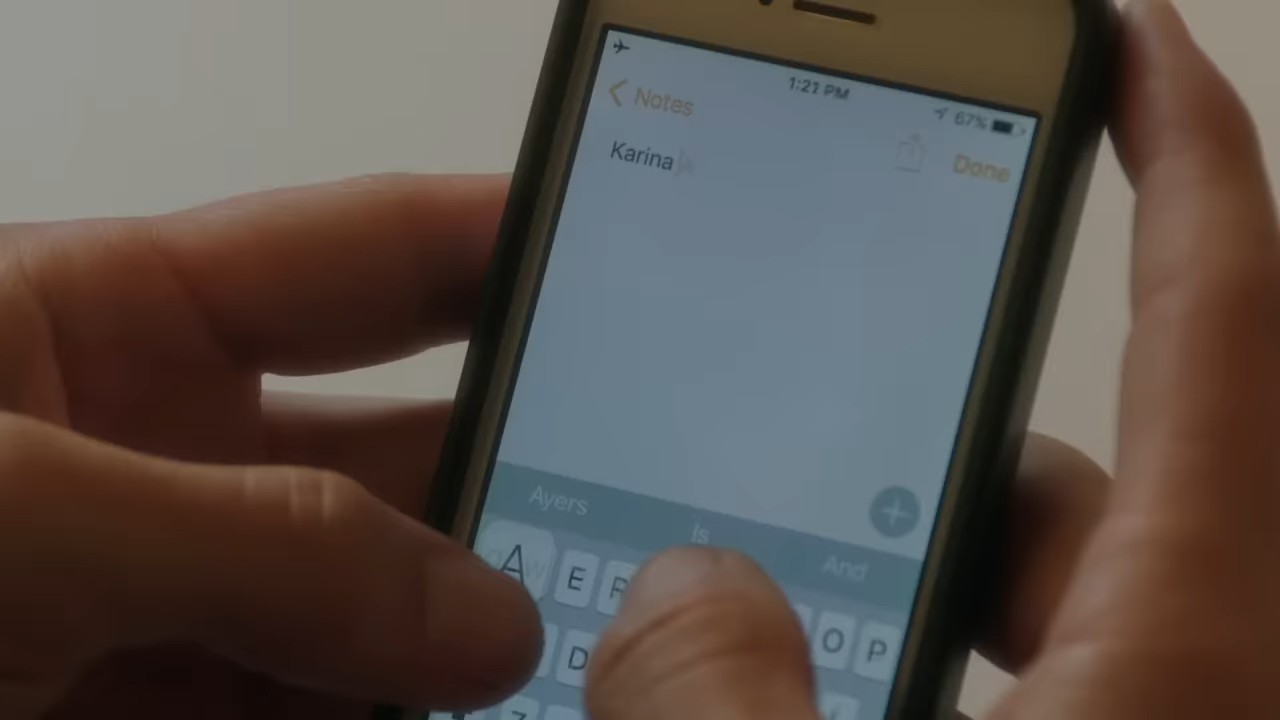 1:21 PM
67%
Notes
Done
Karina
Ayers Is And
A E R O P
D
Z